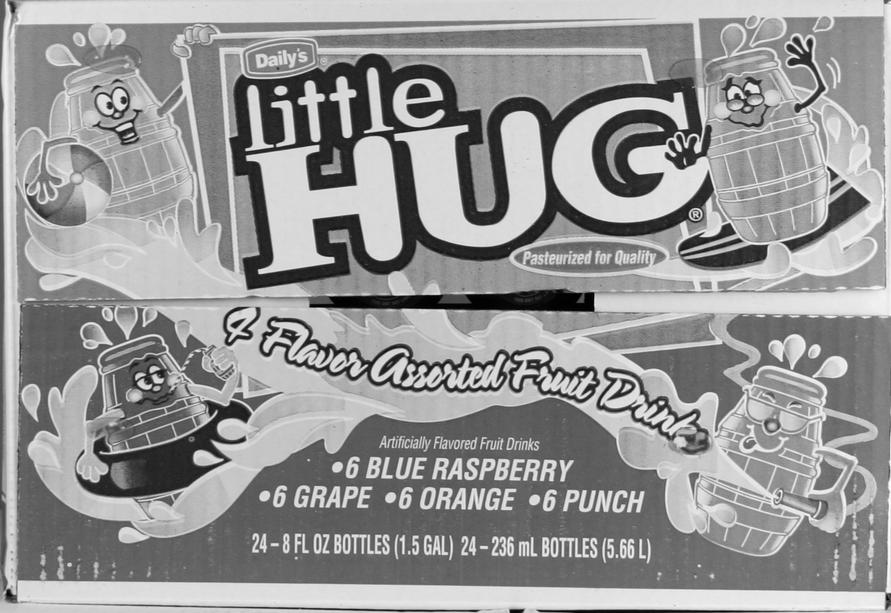 Daily's ®
little
HUG ®
Pasteurized for Quality
4 Flavor Assorted Fruit Drinks
Artificially Flavored Fruit Drinks
•6 BLUE RASPBERRY
•6 GRAPE •6 ORANGE •6 PUNCH
24 – 8 FL OZ BOTTLES (1.5 GAL) 24 – 236 mL BOTTLES (5.66 L)